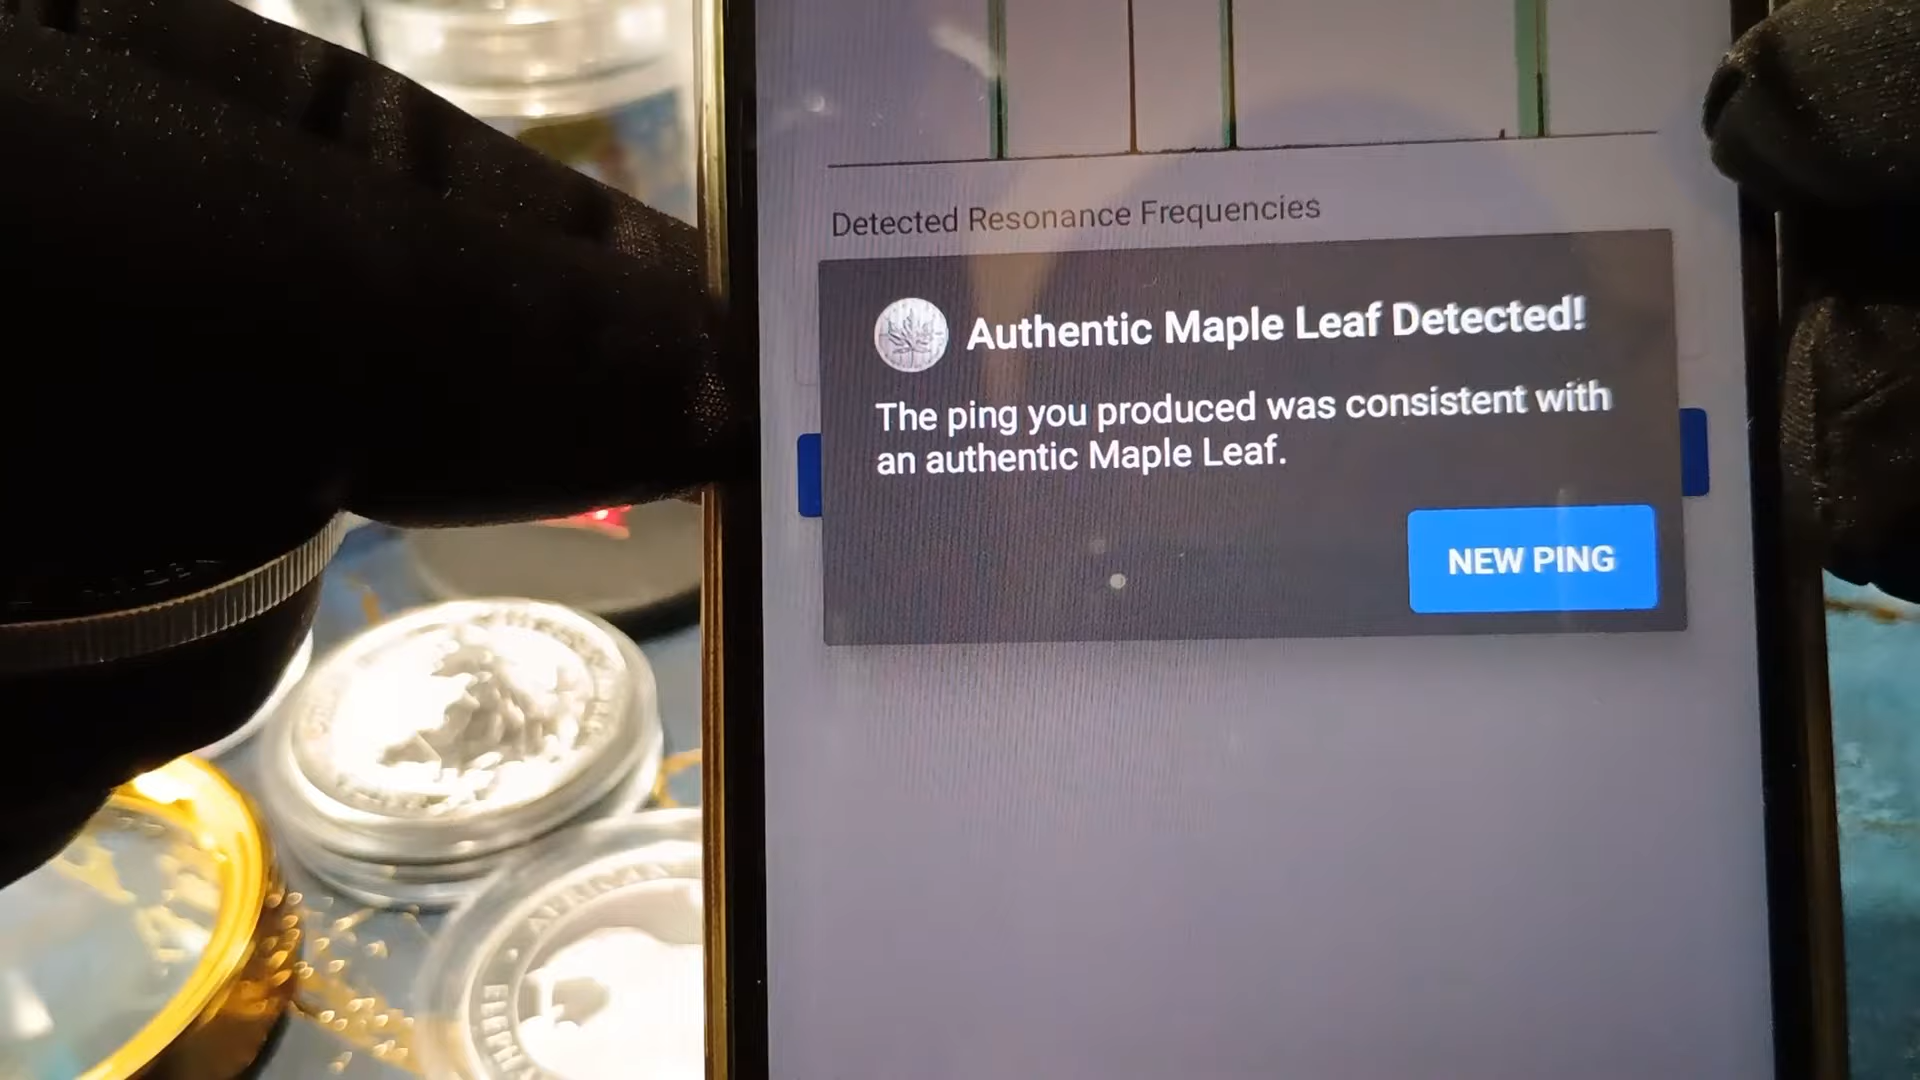 Detected Resonance Frequencies
Authentic Maple Leaf Detected!
The ping you produced was consistent with
an authentic Maple Leaf.
NEW PING